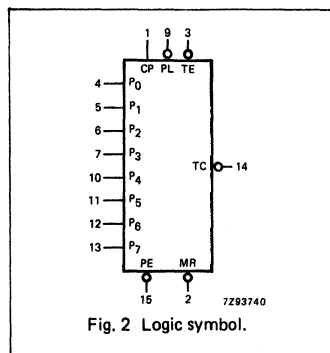 1 9 3
CP PL TE
4 P0
5 P1
6 P2
7 P3
TC 14
10 P4
11 P5
12 P6
13 P7
PE MR
15 2
7Z93740
Fig. 2 Logic symbol.